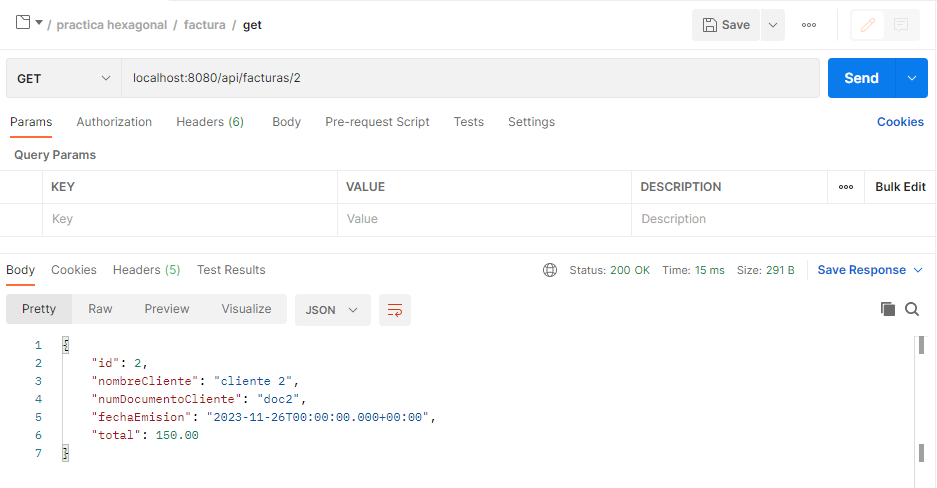 / practica hexagonal / factura / get
Save
GET
localhost:8080/api/facturas/2
Send
Params Authorization Headers (6) Body Pre-request Script Tests Settings Cookies
Query Params
KEY VALUE DESCRIPTION Bulk Edit
Key Value Description
Body Cookies Headers (5) Test Results Status: 200 OK Time: 15 ms Size: 291 B Save Response
Pretty Raw Preview Visualize JSON
1 {
2 "id": 2,
3 "nombreCliente": "cliente 2",
4 "numDocumentoCliente": "doc2",
5 "fechaEmision": "2023-11-26T00:00:00.000+00:00",
6 "total": 150.00
7 }